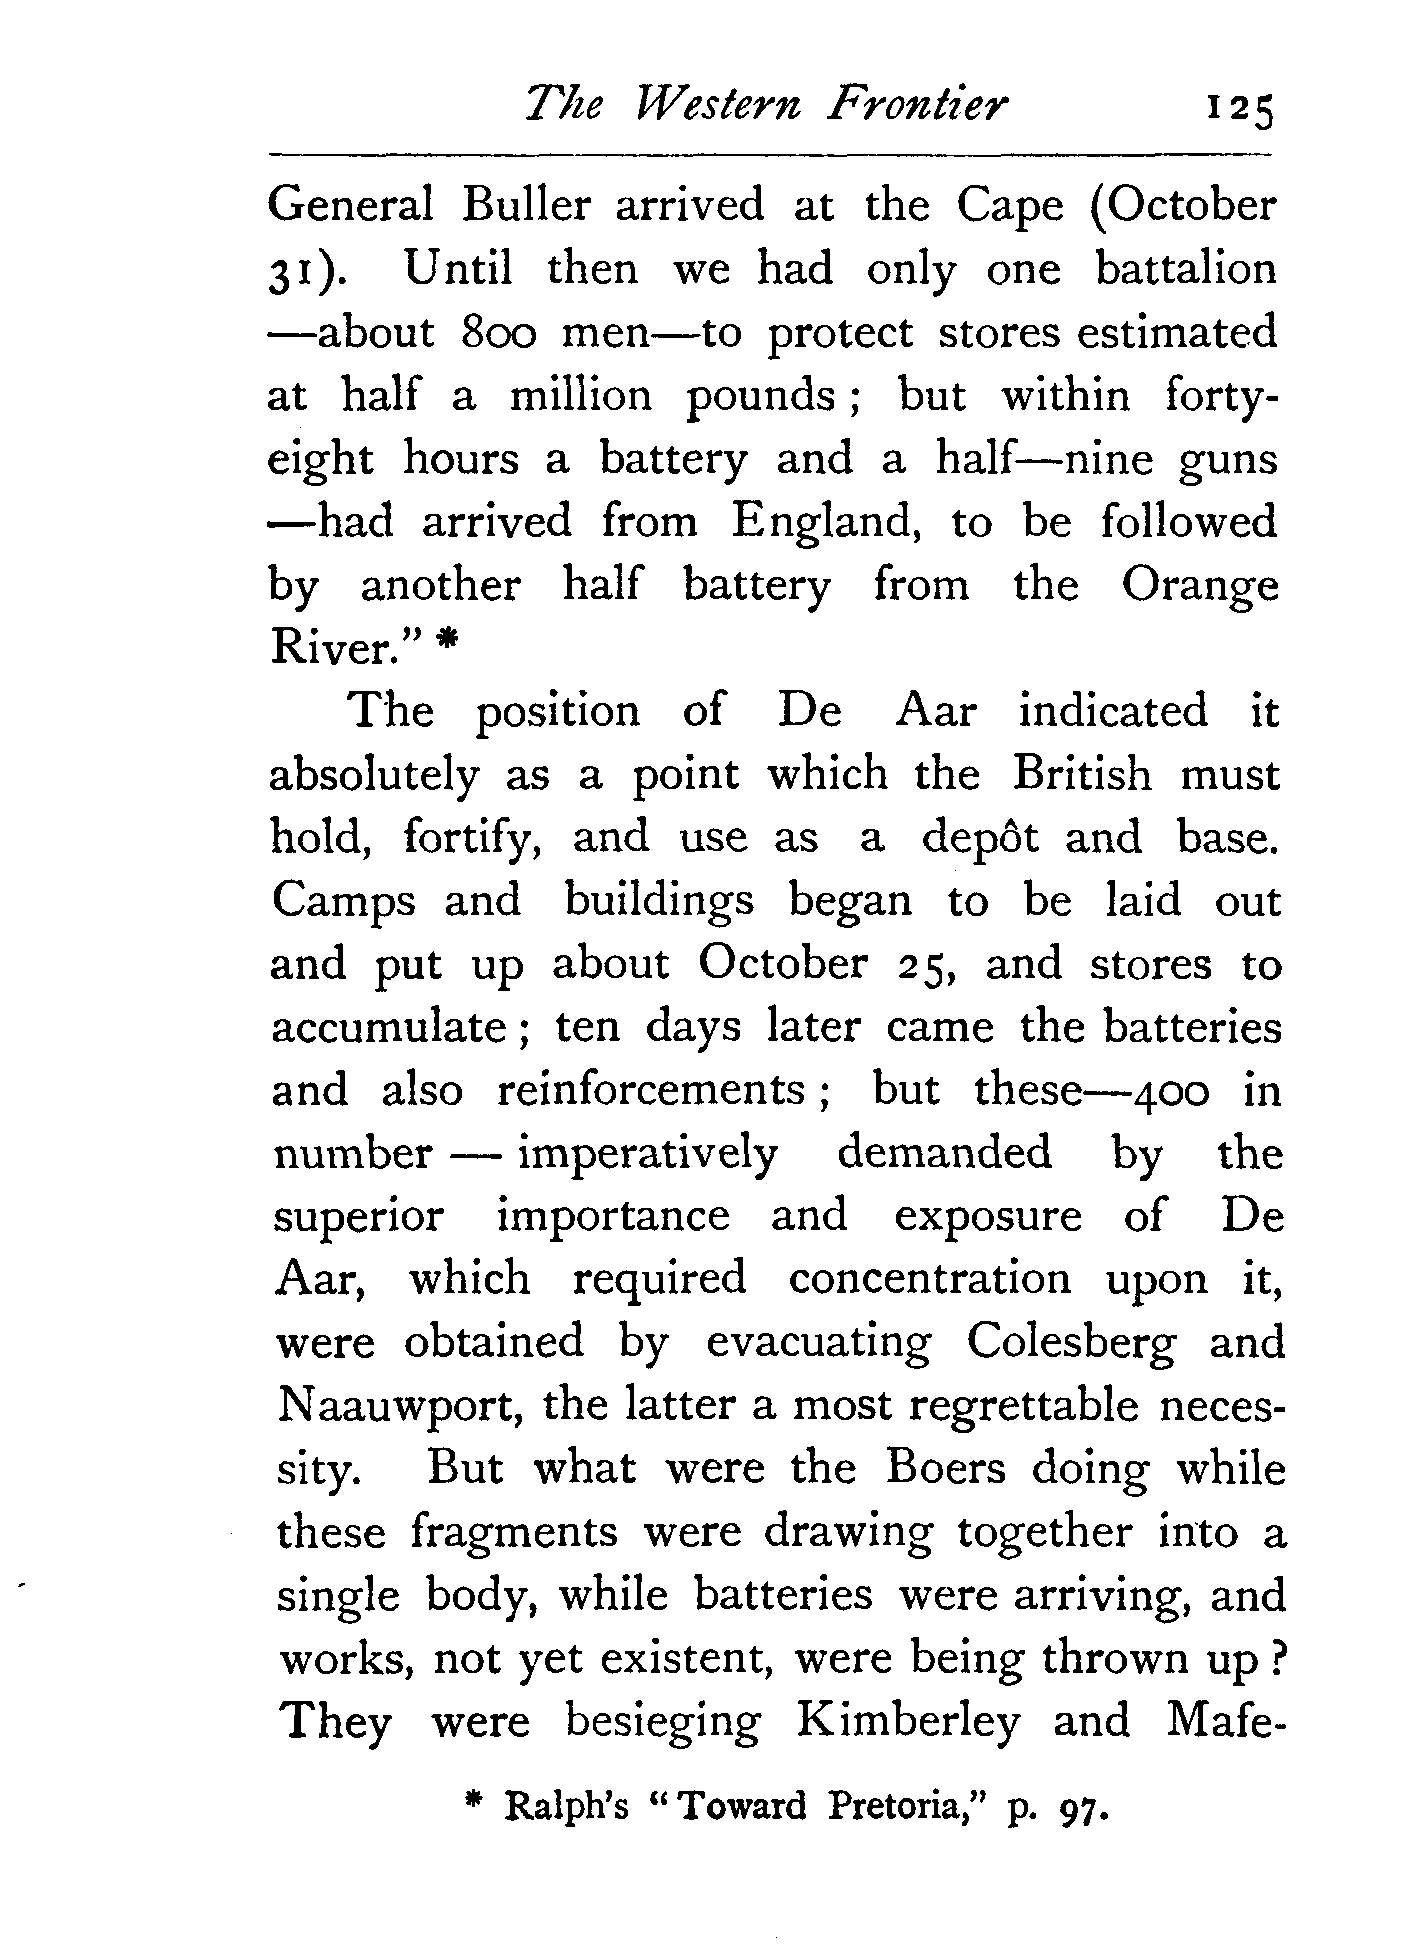 The Western Frontier 125
General Buller arrived at the Cape (October
31). Until then we had only one battalion
—about 800 men—to protect stores estimated
at half a million pounds ; but within forty-
eight hours a battery and a half—nine guns
—had arrived from England, to be followed
by another half battery from the Orange
River." *
The position of De Aar indicated it
absolutely as a point which the British must
hold, fortify, and use as a depôt and base.
Camps and buildings began to be laid out
and put up about October 25, and stores to
accumulate ; ten days later came the batteries
and also reinforcements ; but these—400 in
number — imperatively demanded by the
superior importance and exposure of De
Aar, which required concentration upon it,
were obtained by evacuating Colesberg and
Naauwport, the latter a most regrettable neces-
sity. But what were the Boers doing while
these fragments were drawing together into a
single body, while batteries were arriving, and
works, not yet existent, were being thrown up ?
They were besieging Kimberley and Mafe-
* Ralph's "Toward Pretoria," p. 97.